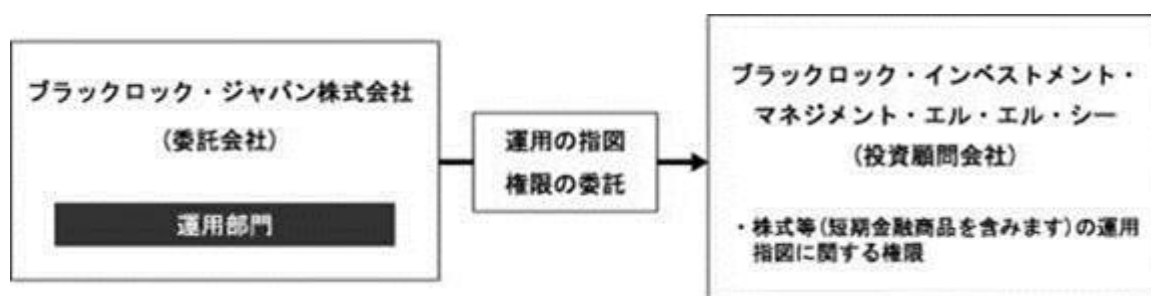 ブラックロック・ジャパン株式会社
(委託会社)
運用部門
運用の指図
権限の委託
ブラックロック・インベストメント・
マネジメント・エル・エル・シー
(投資顧問会社)
・株式等(短期金融商品を含みます)の運用
指図に関する権限